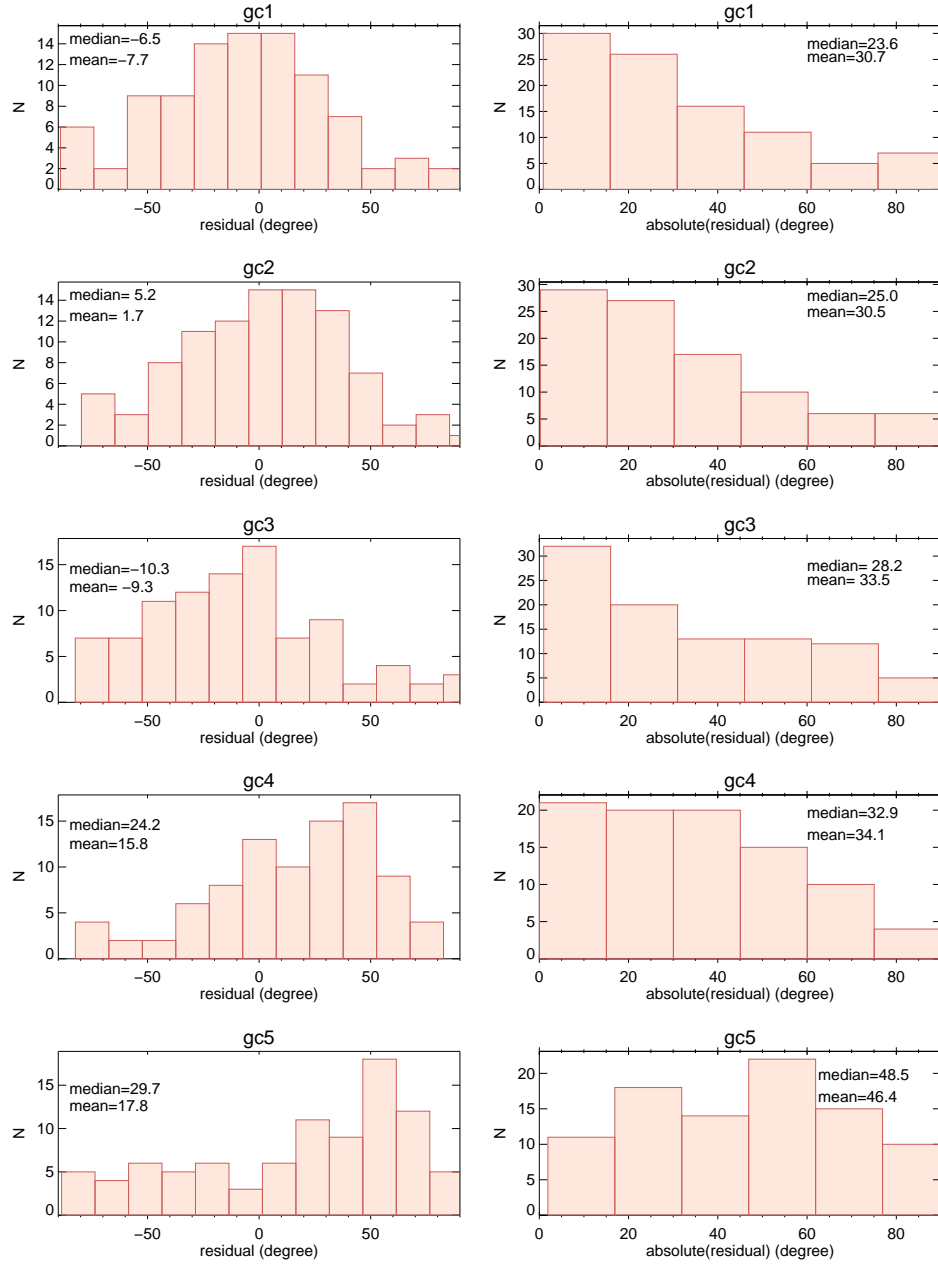 gc1
median=−6.5
mean=−7.7
N
14
12
10
8
6
4
2
0
−50 0 50
residual (degree)
gc1
median=23.6
mean=30.7
N
30
25
20
15
10
5
0
0 20 40 60 80
absolute(residual) (degree)
gc2
median= 5.2
mean= 1.7
N
14
12
10
8
6
4
2
0
−50 0 50
residual (degree)
gc2
median=25.0
mean=30.5
N
30
25
20
15
10
5
0
0 20 40 60 80
absolute(residual) (degree)
gc3
median=−10.3
mean= −9.3
N
15
10
5
0
−50 0 50
residual (degree)
gc3
median= 28.2
mean= 33.5
N
30
25
20
15
10
5
0
0 20 40 60 80
absolute(residual) (degree)
gc4
median=24.2
mean=15.8
N
15
10
5
0
−50 0 50
residual (degree)
gc4
median=32.9
mean=34.1
N
20
15
10
5
0
0 20 40 60 80
absolute(residual) (degree)
gc5
median=29.7
mean=17.8
N
15
10
5
0
−50 0 50
residual (degree)
gc5
median=48.5
mean=46.4
N
20
15
10
5
0
0 20 40 60 80
absolute(residual) (degree)